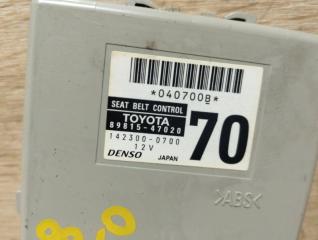 *040700B*
SEAT BELT CONTROL
TOYOTA
89815-47020
70
142300-0700
12V
DENSO JAPAN
>ABS<